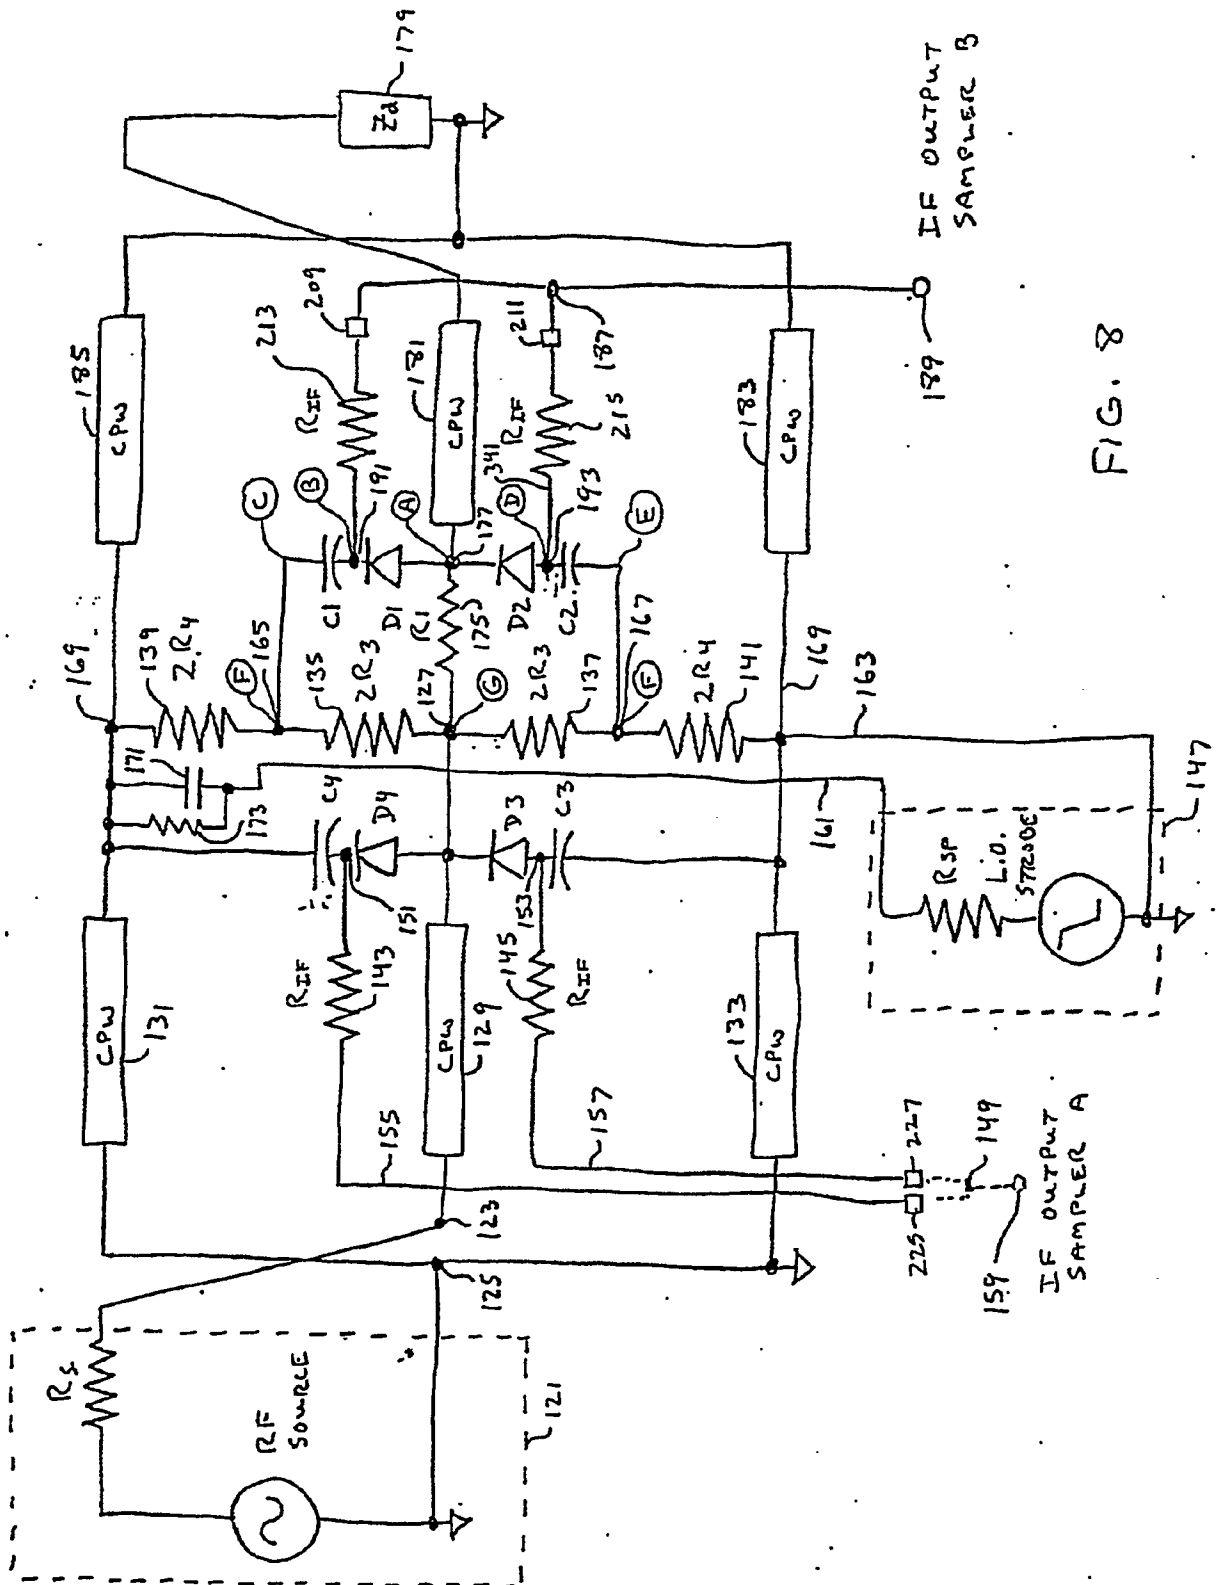 Rs
RF
SOURCE
121
CPW
131
171
173
169
139
2R4
185
CPW
F
165
C
B
213
209
179
Zd
RIF
143
151
C4
D4
135
2R3
C1
D1
191
RIF
155
CPW
129
127
G
R1
175
A
177
181
CPW
123
125
157
145
RIF
153
D3
C3
2R3
137
D2
C2
D
341
193
RIF
215
211
187
F
167
E
2R4
141
133
CPW
169
183
CPW
225
227
149
159
IF OUTPUT
SAMPLER A
161
163
RSP
L.O.
STROBE
147
189
IF OUTPUT
SAMPLER B
FIG. 8